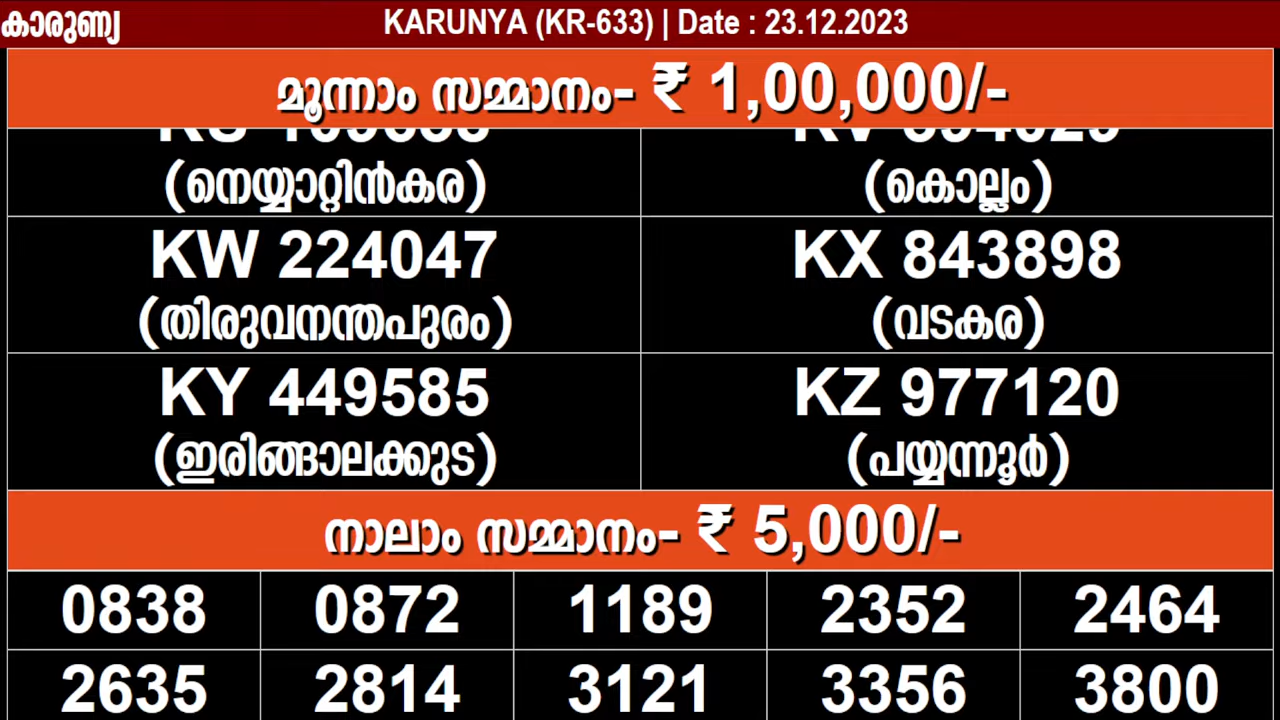 കാരുണ്യ KARUNYA (KR-633) | Date : 23.12.2023
മൂന്നാം സമ്മാനം- ₹ 1,00,000/-
(നെയ്യാറ്റിൻകര) (കൊല്ലം)
KW 224047 KX 843898
(തിരുവനന്തപുരം) (വടകര)
KY 449585 KZ 977120
(ഇരിങ്ങാലക്കുട) (പയ്യന്നൂർ)
നാലാം സമ്മാനം- ₹ 5,000/-
0838 0872 1189 2352 2464
2635 2814 3121 3356 3800